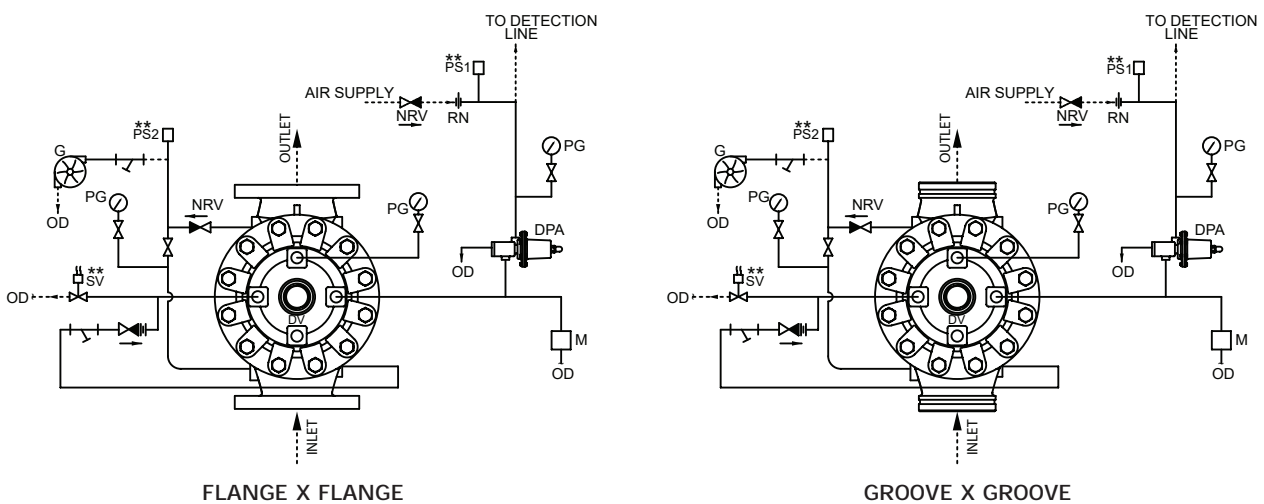 TO DETECTION
LINE
**
PS1
AIR SUPPLY
NRV
RN
**
PS2
G
OD
PG
NRV
OUTLET
PG
PG
DPA
OD
**
SV
OD
DV
M
OD
INLET
FLANGE X FLANGE
TO DETECTION
LINE
**
PS1
AIR SUPPLY
NRV
RN
**
PS2
G
OD
PG
NRV
OUTLET
PG
PG
DPA
OD
**
SV
OD
DV
M
OD
INLET
GROOVE X GROOVE